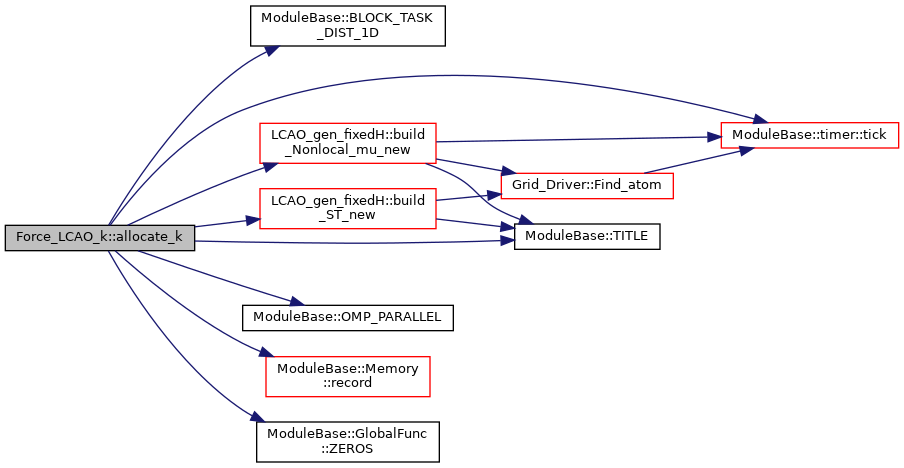 ModuleBase::BLOCK_TASK
_DIST_1D
LCAO_gen_fixedH::build
_Nonlocal_mu_new
ModuleBase::timer::tick
Grid_Driver::Find_atom
LCAO_gen_fixedH::build
_ST_new
Force_LCAO_k::allocate_k
ModuleBase::TITLE
ModuleBase::OMP_PARALLEL
ModuleBase::Memory
::record
ModuleBase::GlobalFunc
::ZEROS